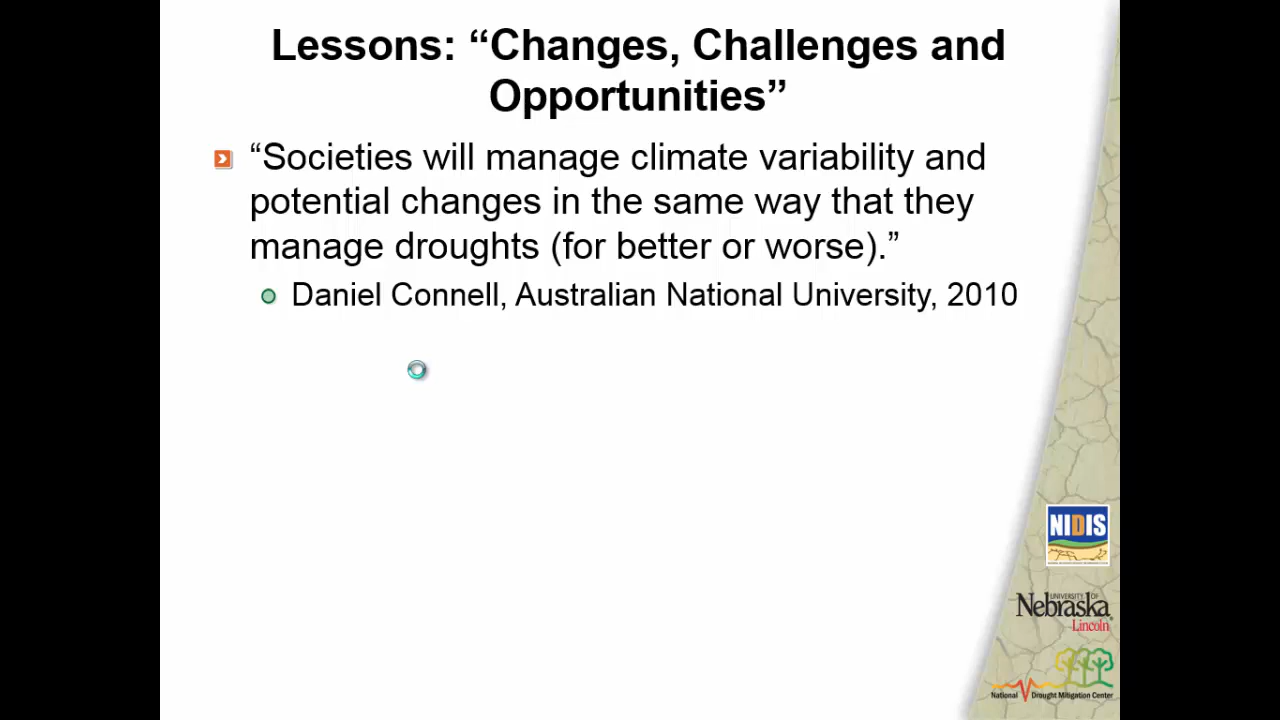 Lessons: “Changes, Challenges and
Opportunities”
“Societies will manage climate variability and
potential changes in the same way that they
manage droughts (for better or worse).”
Daniel Connell, Australian National University, 2010
NIDIS
UNIVERSITY OF
Nebraska
Lincoln
National Drought Mitigation Center